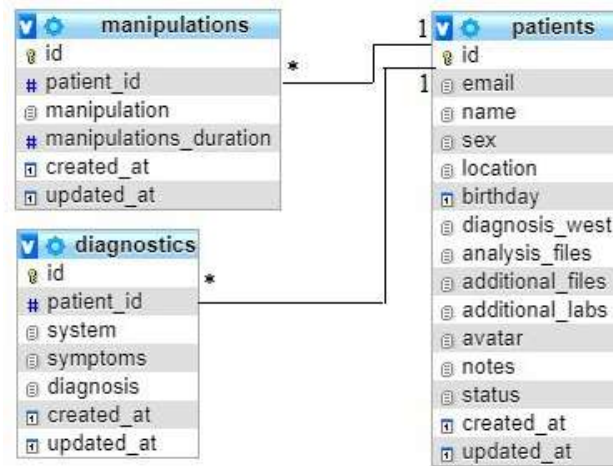 manipulations
id
# patient_id
manipulation
# manipulations_duration
created_at
updated_at
*
1
1
patients
id
email
name
sex
location
birthday
diagnosis_west
analysis_files
additional_files
additional_labs
avatar
notes
status
created_at
updated_at
diagnostics
id
# patient_id
system
symptoms
diagnosis
created_at
updated_at
*